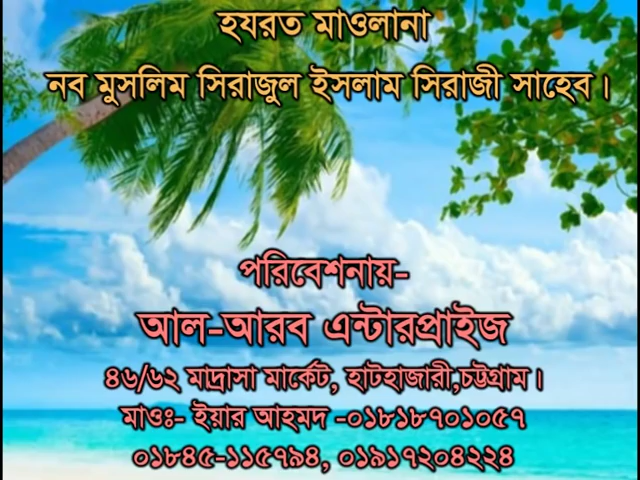 হযরত মাওলানা
নব মুসলিম সিরাজুল ইসলাম সিরাজী সাহেব।
পরিবেশনায়-
আল-আরব এন্টারপ্রাইজ
৪৬/৬২ মাদ্রাসা মার্কেট, হাটহাজারী,চট্টগ্রাম।
মাওঃ- ইয়ার আহমদ -০১৮১৮৭০১০৫৭
০১৮৪৫-১১৫৭৯৪, ০১৯১৭২০৪২২৪